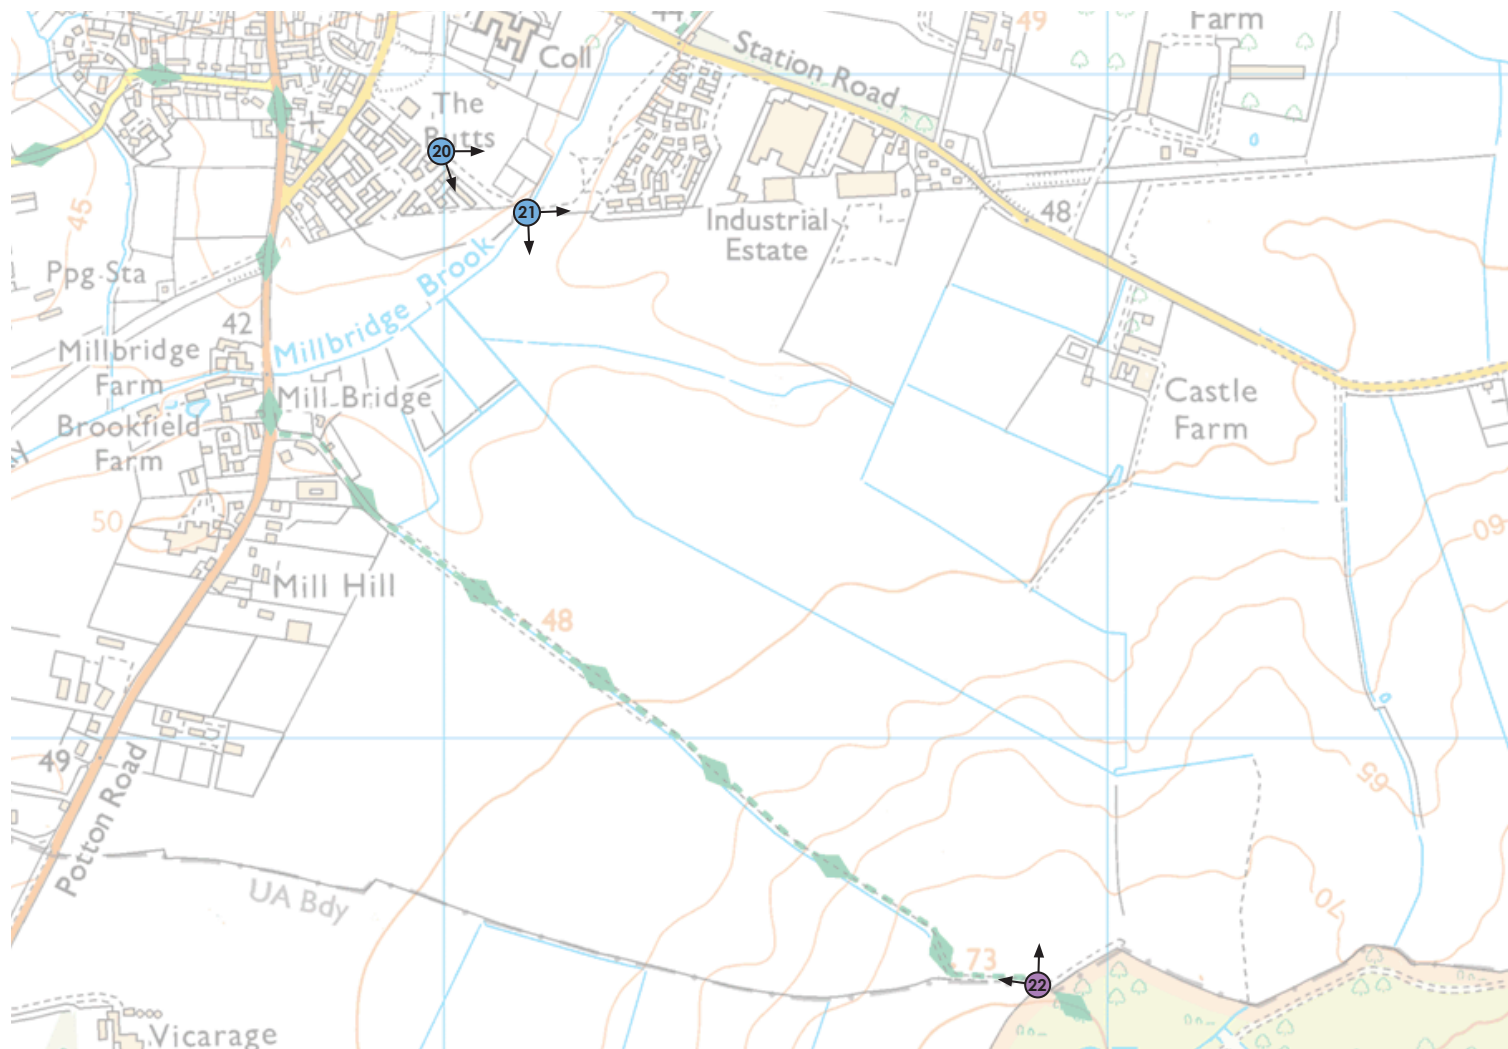 44
49
Farm
Coll
Station Road
The
Butts
20
21
45
Industrial
Estate
48
Ppg Sta
Millbridge Brook
42
Millbridge
Farm
Mill Bridge
Brookfield
Farm
Castle
Farm
50
60
Mill Hill
48
49
Potton Road
65
UA Bdy
70
73
22
Vicarage